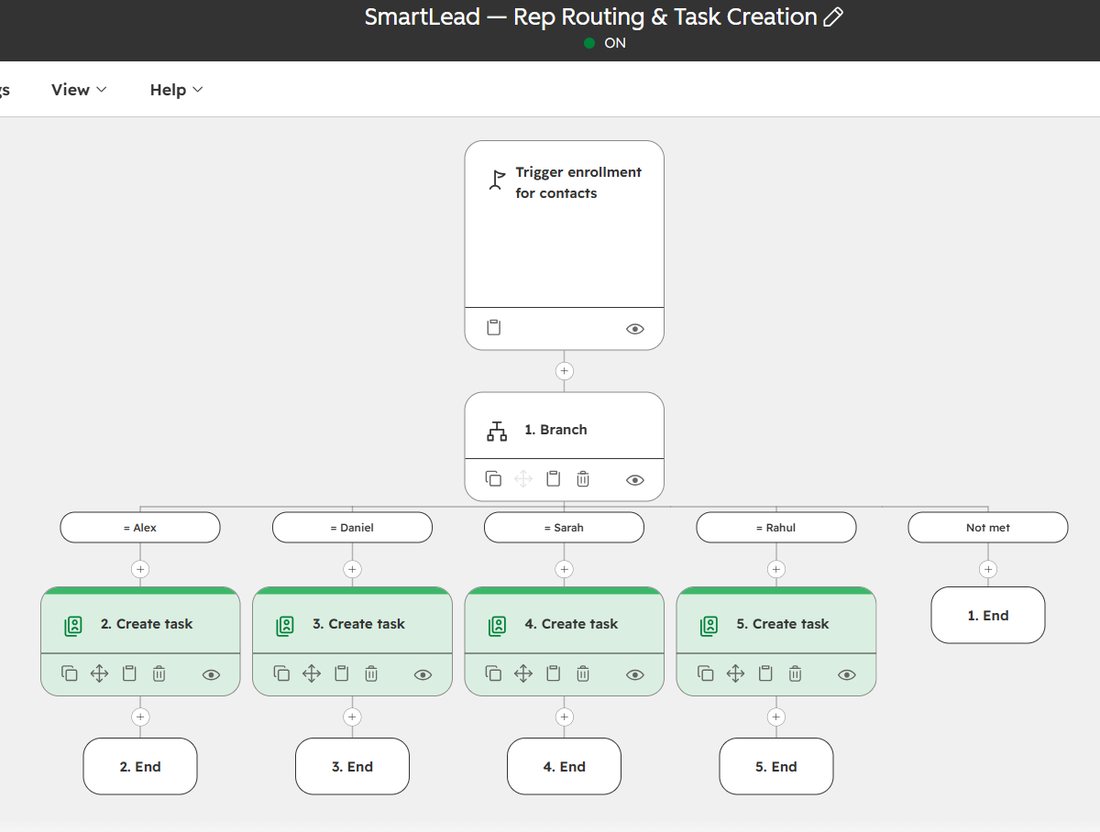 SmartLead — Rep Routing & Task Creation
ON
gs
View
Help
Trigger enrollment
for contacts
1. Branch
= Alex
= Daniel
= Sarah
= Rahul
Not met
2. Create task
3. Create task
4. Create task
5. Create task
1. End
2. End
3. End
4. End
5. End